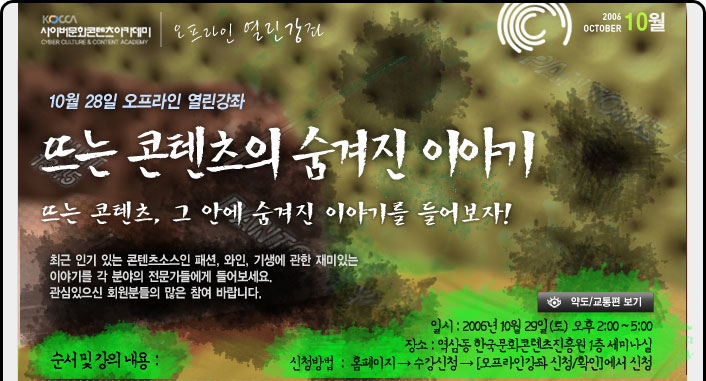 KOCCA
사이버문화콘텐츠아카데미
CYBER CULTURE & CONTENT ACADEMY
오프라인 열린강좌
2006
OCTOBER 10월
10월 28일 오프라인 열린강좌
뜨는 콘텐츠의 숨겨진 이야기
뜨는 콘텐츠, 그 안에 숨겨진 이야기를 들어보자!
최근 인기 있는 콘텐츠소스인 패션, 와인, 기생에 관한 재미있는
이야기를 각 분야의 전문가들에게 들어보세요.
관심있으신 회원분들의 많은 참여 바랍니다.
약도/교통편 보기
일시 : 2006년 10월 29일(토) 오후 2:00 ~ 5:00
장소 : 역삼동 한국문화콘텐츠진흥원 1층 세미나실
순서 및 강의 내용 :
신청방법 : 홈페이지 → 수강신청 → [오프라인강좌 신청/확인]에서 신청